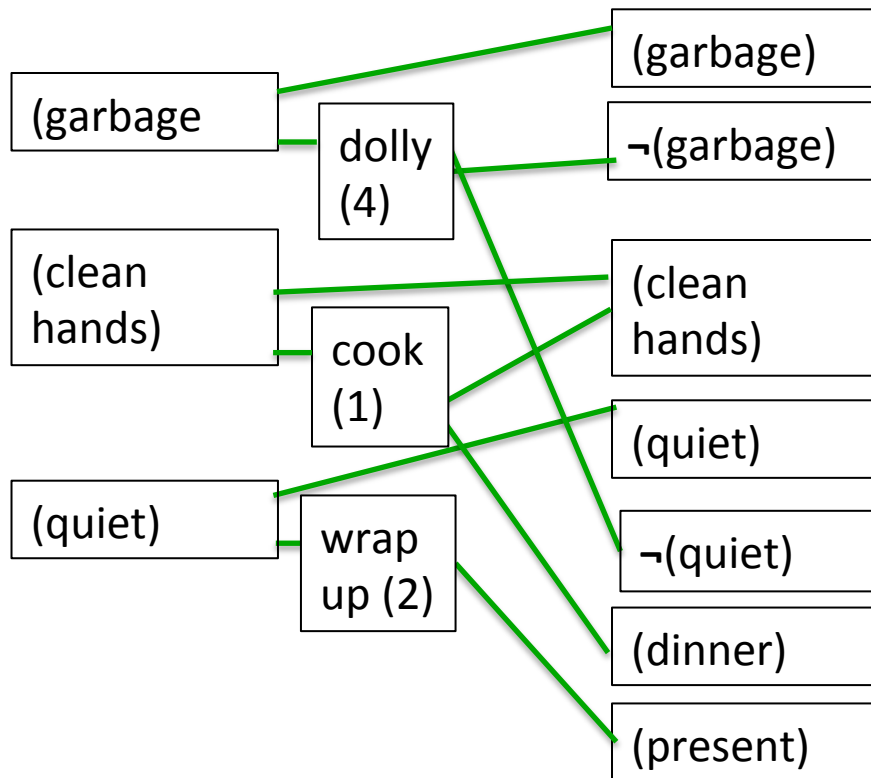 (garbage
(clean
hands)
(quiet)
dolly
(4)
cook
(1)
wrap
up (2)
(garbage)
¬(garbage)
(clean
hands)
(quiet)
¬(quiet)
(dinner)
(present)